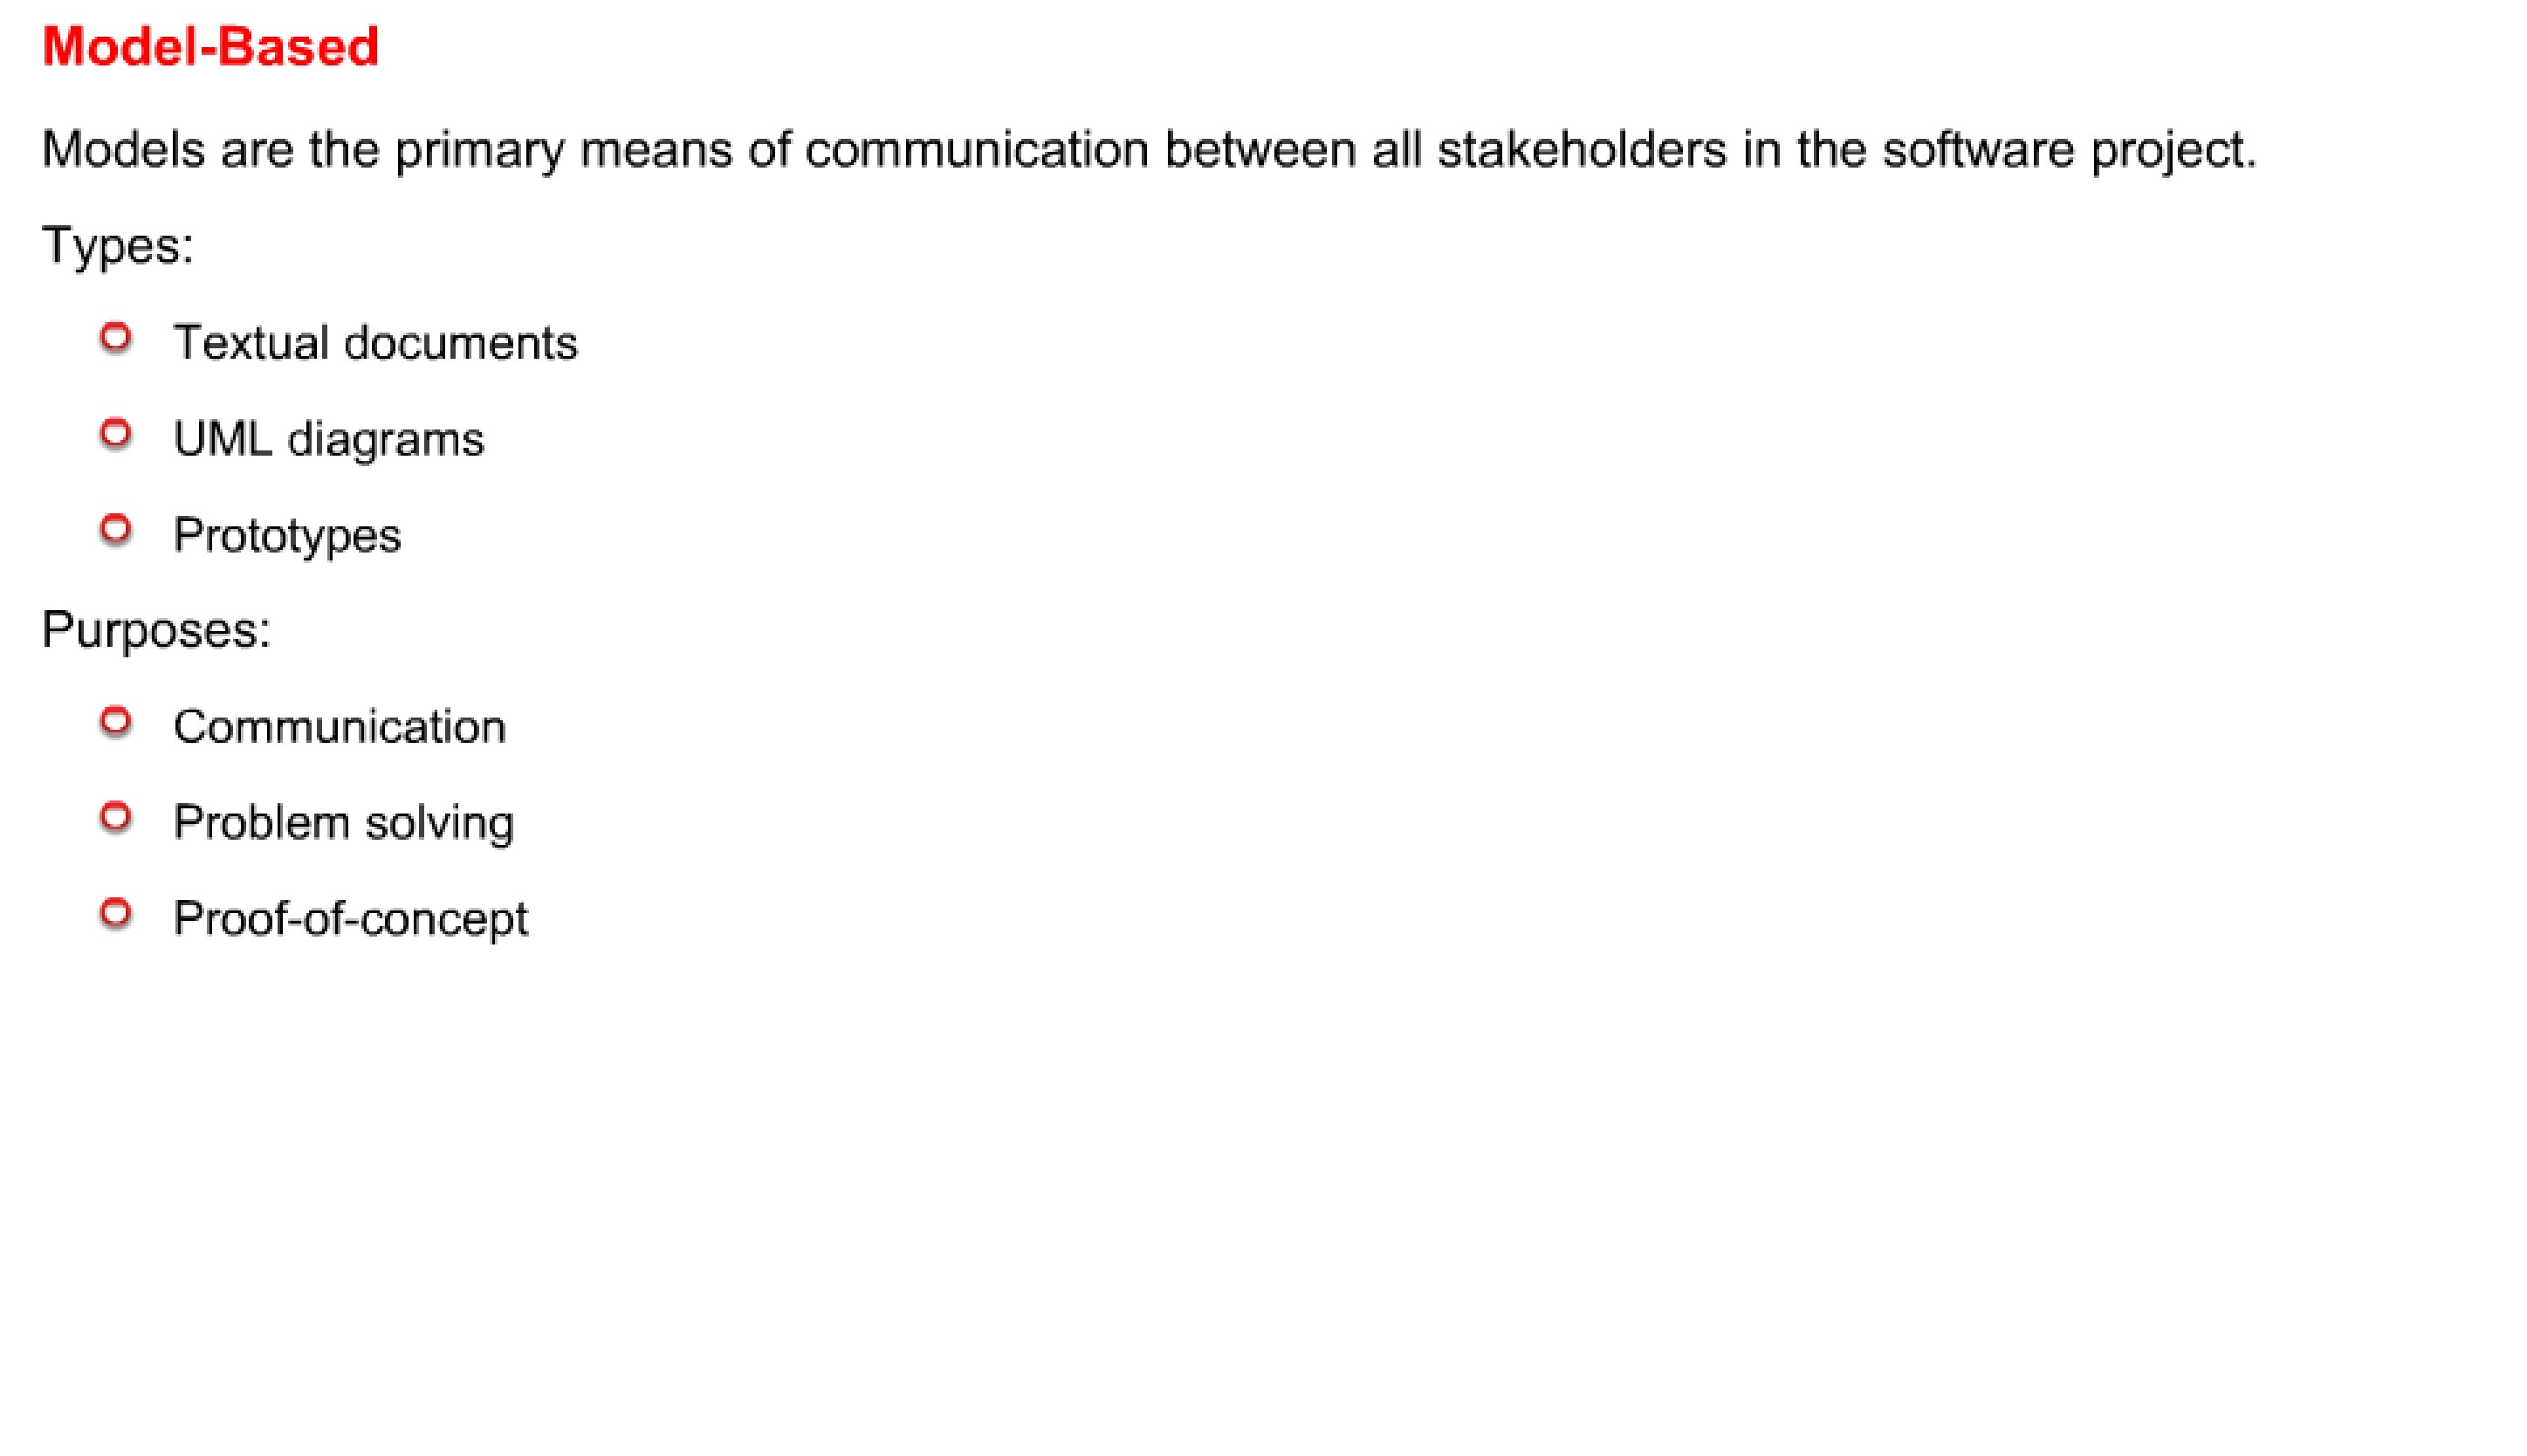 Model-Based
Models are the primary means of communication between all stakeholders in the software project.
Types:
Textual documents
UML diagrams
Prototypes
Purposes:
Communication
Problem solving
Proof-of-concept